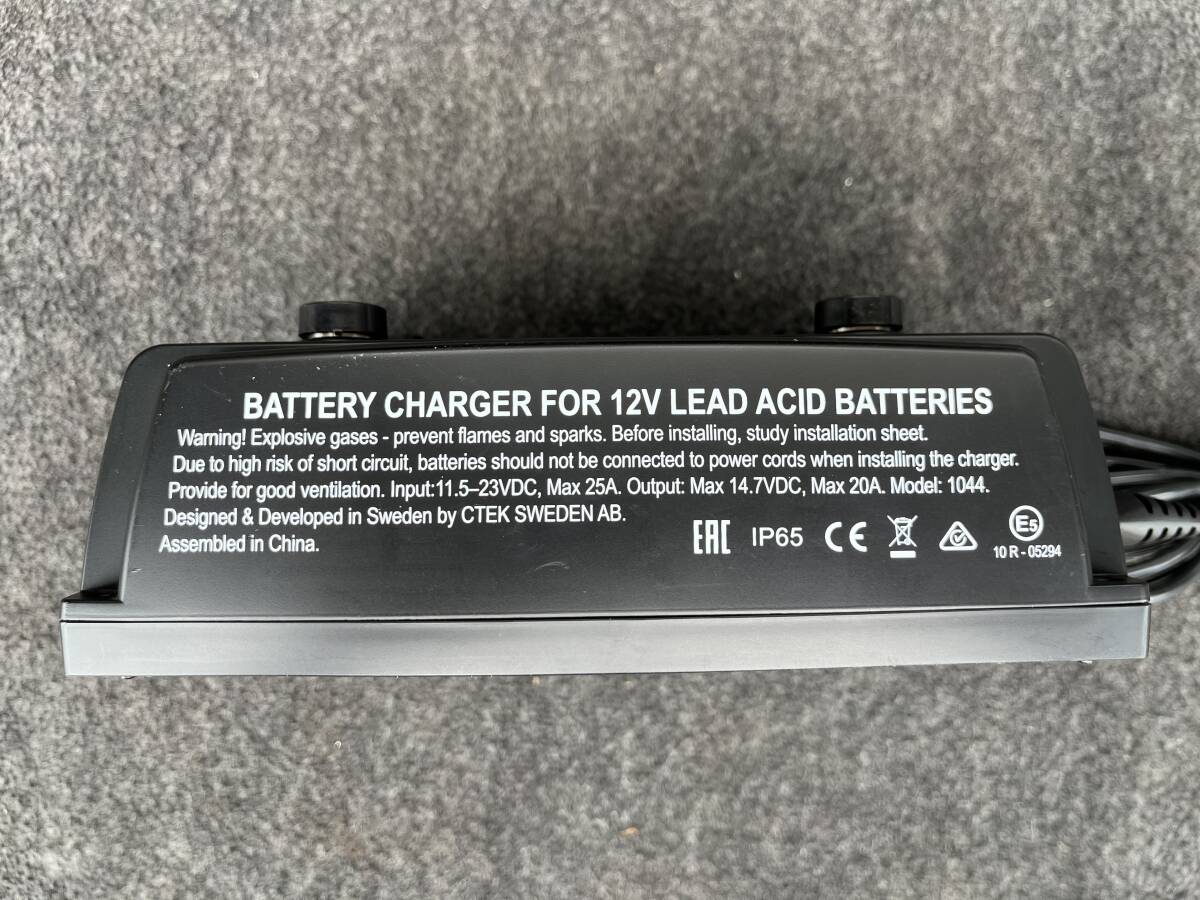 BATTERY CHARGER FOR 12V LEAD ACID BATTERIES
Warning! Explosive gases - prevent flames and sparks. Before installing, study installation sheet.
Due to high risk of short circuit, batteries should not be connected to power cords when installing the charger.
Provide for good ventilation. Input:11.5–23VDC, Max 25A. Output: Max 14.7VDC, Max 20A. Model: 1044.
Designed & Developed in Sweden by CTEK SWEDEN AB.
Assembled in China.
EAC IP65 CE E5
10 R - 05294